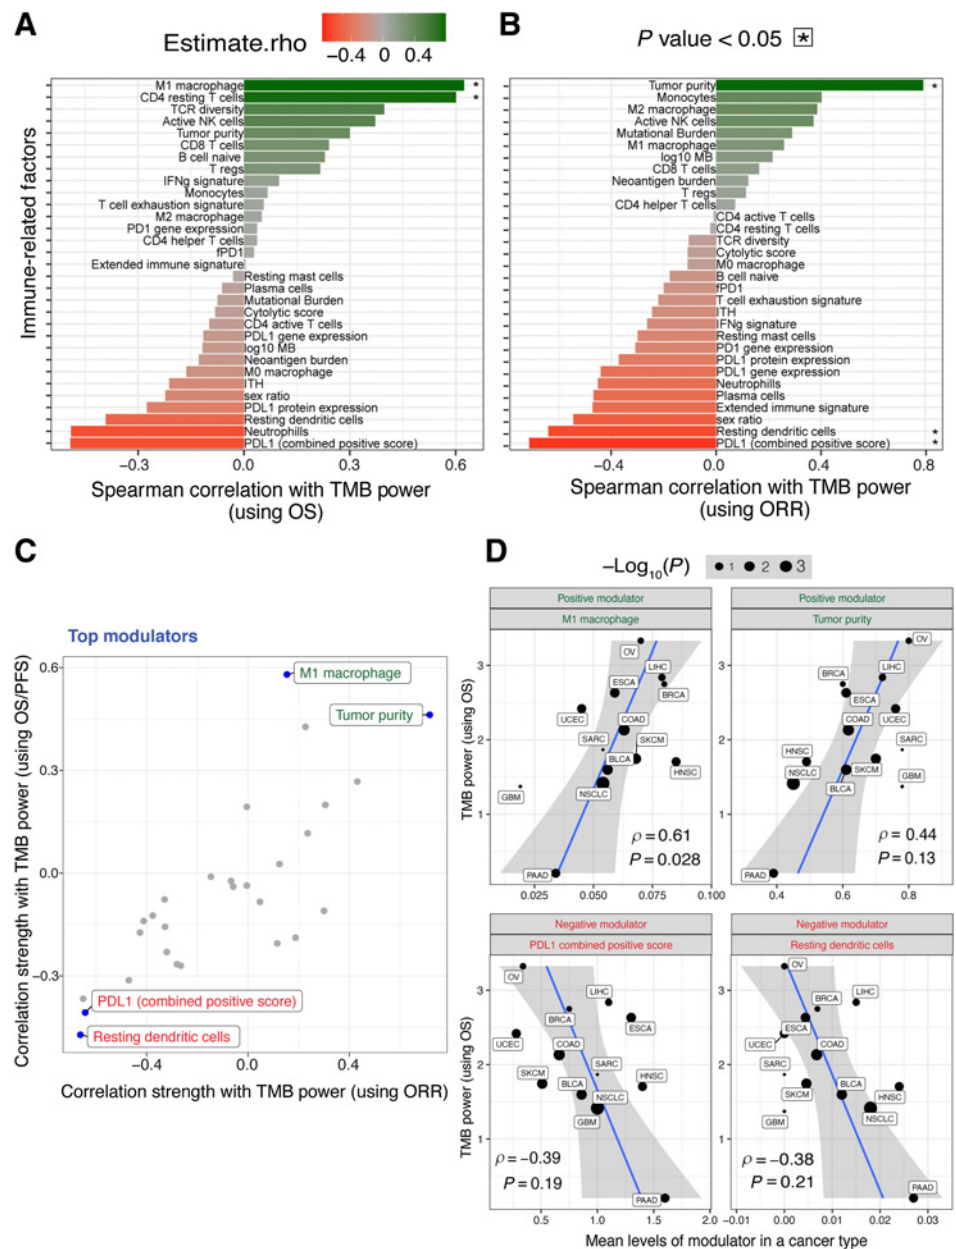 A
Estimate.rho
−0.4 0 0.4
B
P value < 0.05 *
Immune-related factors
M1 macrophage *
CD4 resting T cells *
TCR diversity
Active NK cells
Tumor purity
CD8 T cells
B cell naive
T regs
IFNg signature
Monocytes
T cell exhaustion signature
M2 macrophage
PD1 gene expression
CD4 helper T cells
fPD1
Extended immune signature
Resting mast cells
Plasma cells
Mutational Burden
Cytolytic score
CD4 active T cells
PDL1 gene expression
log10 MB
Neoantigen burden
M0 macrophage
ITH
sex ratio
PDL1 protein expression
Resting dendritic cells
Neutrophills
PDL1 (combined positive score)
−0.3 0.0 0.3 0.6
Spearman correlation with TMB power
(using OS)
Tumor purity *
Monocytes
M2 macrophage
Active NK cells
Mutational Burden
M1 macrophage
log10 MB
CD8 T cells
Neoantigen burden
T regs
CD4 helper T cells
CD4 active T cells
CD4 resting T cells
TCR diversity
Cytolytic score
M0 macrophage
B cell naive
fPD1
T cell exhaustion signature
ITH
IFNg signature
Resting mast cells
PD1 gene expression
PDL1 protein expression
PDL1 gene expression
Neutrophills
Plasma cells
Extended immune signature
sex ratio
Resting dendritic cells *
PDL1 (combined positive score) *
−0.4 0.0 0.4 0.8
Spearman correlation with TMB power
(using ORR)
C
Top modulators
Correlation strength with TMB power (using OS/PFS)
0.6
0.3
0.0
−0.3
M1 macrophage
Tumor purity
PDL1 (combined positive score)
Resting dendritic cells
−0.4 0.0 0.4
Correlation strength with TMB power (using ORR)
D
−Log10(P) 1 2 3
Positive modulator
M1 macrophage
TMB power (using OS)
3
2
1
OV
LIHC
ESCA
BRCA
UCEC
COAD
SARC
SKCM
BLCA
HNSC
GBM
NSCLC
PAAD
ρ = 0.61
P = 0.028
0.025 0.050 0.075 0.100
Positive modulator
Tumor purity
3
2
1
OV
BRCA
LIHC
ESCA
COAD
UCEC
SARC
HNSC
NSCLC
SKCM
GBM
BLCA
PAAD
ρ = 0.44
P = 0.13
0.4 0.6 0.8
Negative modulator
PDL1 combined positive score
TMB power (using OS)
3
2
1
OV
LIHC
BRCA
ESCA
UCEC
COAD
SARC
SKCM
BLCA
HNSC
NSCLC
GBM
PAAD
ρ = −0.39
P = 0.19
0.5 1.0 1.5 2.0
Negative modulator
Resting dendritic cells
3
2
1
OV
BRCA
LIHC
ESCA
UCEC
COAD
SARC
SKCM
BLCA
HNSC
GBM
NSCLC
PAAD
ρ = −0.38
P = 0.21
−0.01 0.00 0.01 0.02 0.03
Mean levels of modulator in a cancer type